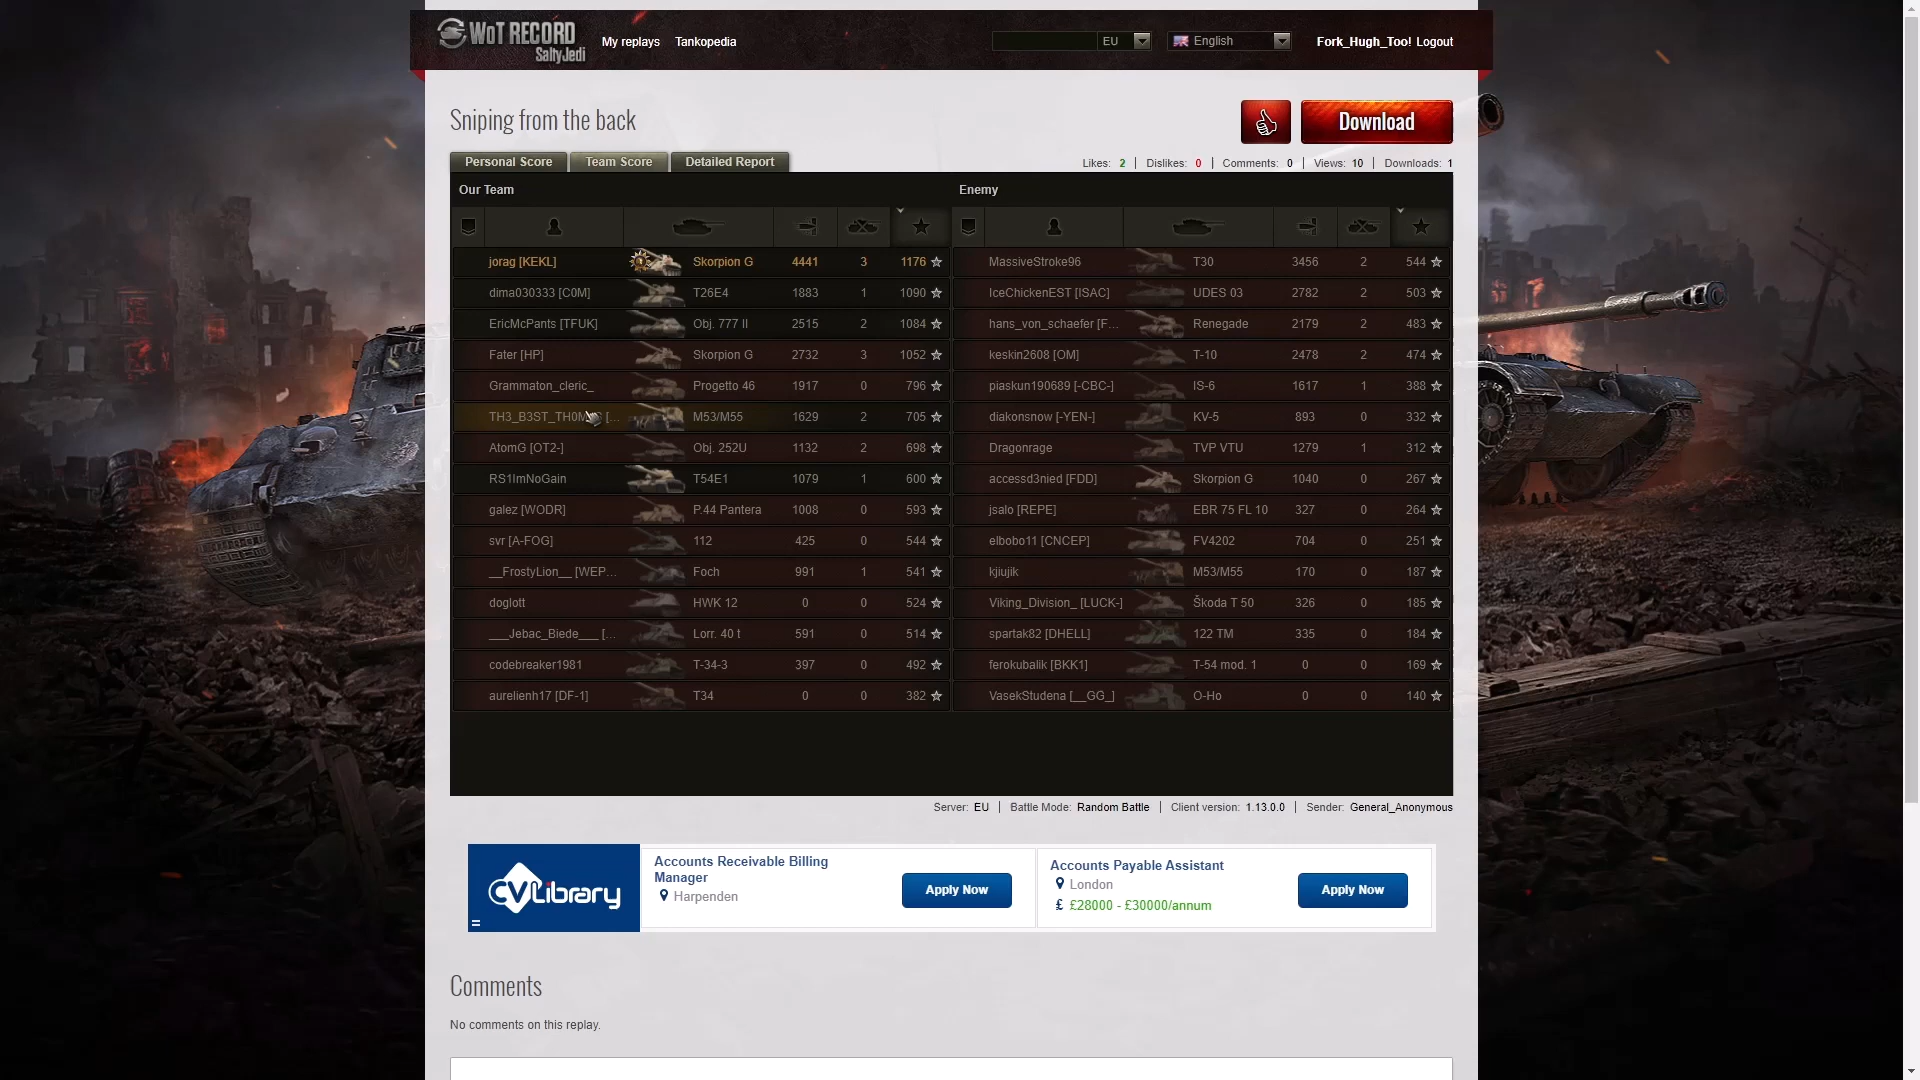 WoT RECORD
SaltyJedi
My replays Tankopedia
EU
English
Fork_Hugh_Too! Logout
Sniping from the back
Download
Personal Score Team Score Detailed Report
Likes: 2 | Dislikes: 0 | Comments: 0 | Views: 10 | Downloads: 1
Our Team Enemy
jorag [KEKL] Skorpion G 4441 3 1176 MassiveStroke96 T30 3456 2 544
dima030333 [C0M] T26E4 1883 1 1090 IceChickenEST [ISAC] UDES 03 2782 2 503
EricMcPants [TFUK] Obj. 777 II 2515 2 1084 hans_von_schaefer [F... Renegade 2179 2 483
Fater [HP] Skorpion G 2732 3 1052 keskin2608 [OM] T-10 2478 2 474
Grammaton_cleric_ Progetto 46 1917 0 796 piaskun190689 [-CBC-] IS-6 1617 1 388
[... M53/M55 1629 2 705 diakonsnow [-YEN-] KV-5 893 0 332
AtomG [OT2-] Obj. 252U 1132 2 698 Dragonrage TVP VTU 1279 1 312
RS1ImNoGain T54E1 1079 1 600 accessd3nied [FDD] Skorpion G 1040 0 267
galez [WODR] P.44 Pantera 1008 0 593 jsalo [REPE] EBR 75 FL 10 327 0 264
svr [A-FOG] 112 425 0 544 elbobo11 [CNCEP] FV4202 704 0 251
__FrostyLion__ [WEP... Foch 991 1 541 kjiujik M53/M55 170 0 187
doglott HWK 12 0 0 524 Viking_Division_ [LUCK-] Škoda T 50 326 0 185
___Jebac_Biede___ [... Lorr. 40 t 591 0 514 spartak82 [DHELL] 122 TM 335 0 184
codebreaker1981 T-34-3 397 0 492 ferokubalik [BKK1] T-54 mod. 1 0 0 169
aurelienh17 [DF-1] T34 0 0 382 VasekStudena [__GG_] O-Ho 0 0 140
Server: EU | Battle Mode: Random Battle | Client version: 1.13.0.0 | Sender: General_Anonymous
CV Library
Accounts Receivable Billing
Manager
Harpenden
Apply Now
Accounts Payable Assistant
London
£ £28000 - £30000/annum
Apply Now
Comments
No comments on this replay.